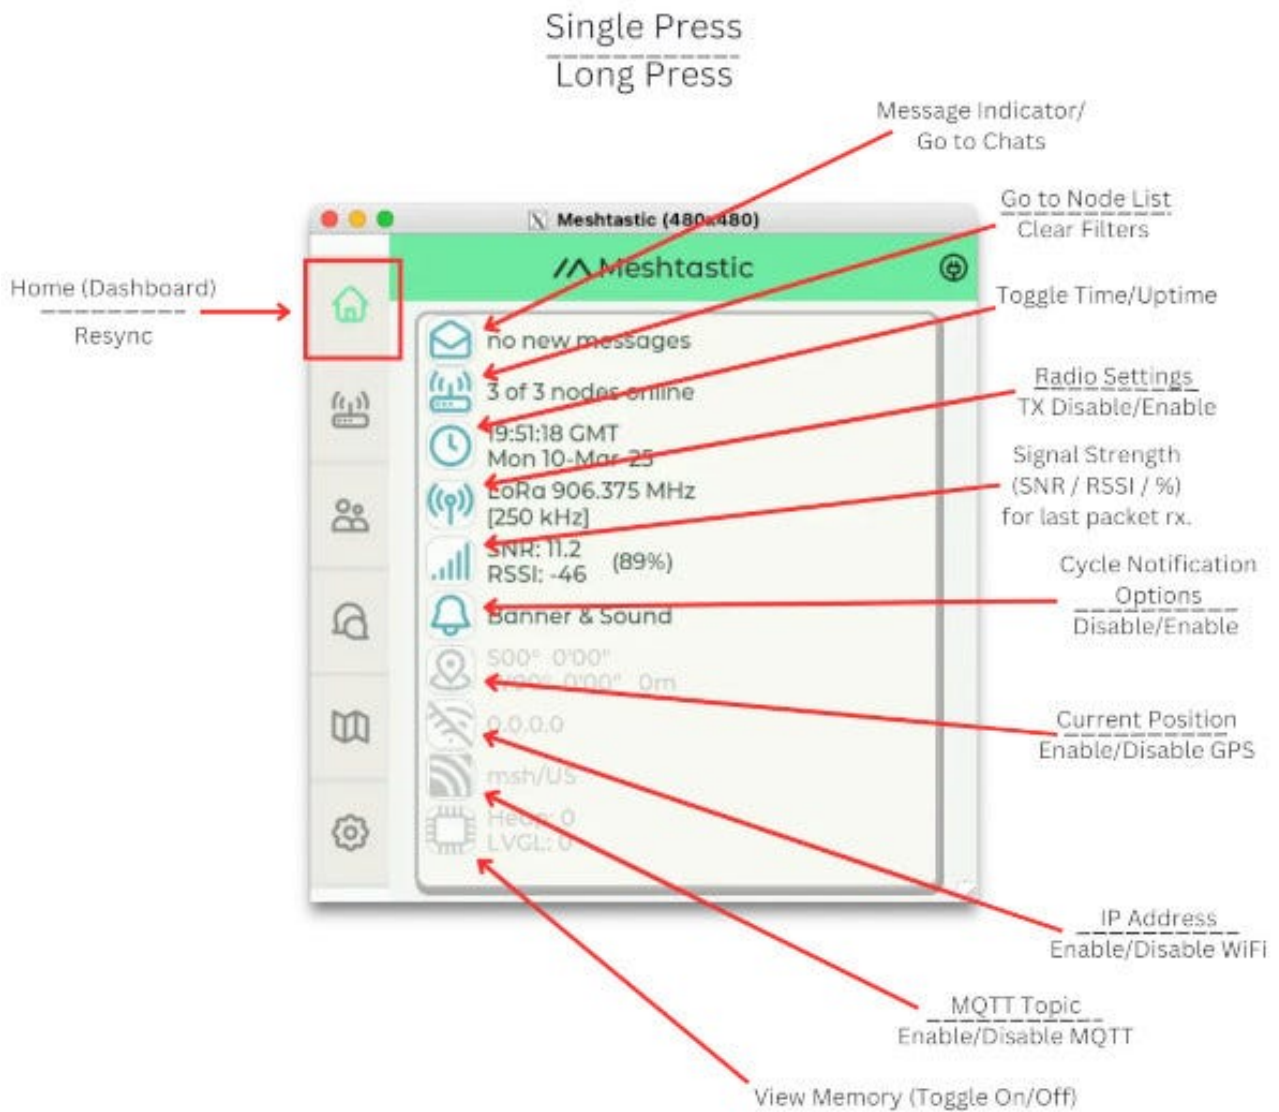 Single Press
Long Press
Message Indicator/
Go to Chats
Go to Node List
Clear Filters
Toggle Time/Uptime
Radio Settings
TX Disable/Enable
Signal Strength
(SNR / RSSI / %)
for last packet rx.
Cycle Notification
Options
Disable/Enable
Current Position
Enable/Disable GPS
IP Address
Enable/Disable WiFi
MQTT Topic
Enable/Disable MQTT
View Memory (Toggle On/Off)
Home (Dashboard)
Resync
Meshtastic (480x480)
Meshtastic
no new messages
3 of 3 nodes online
19:51:18 GMT
Mon 10-Mar-25
LoRa 906.375 MHz
[250 kHz]
SNR: 11.2
RSSI: -46
(89%)
Banner & Sound
S00° 0'00"
0'00" 0m
0.0.0.0
msh/US
Heap: 0
LVGL: 0